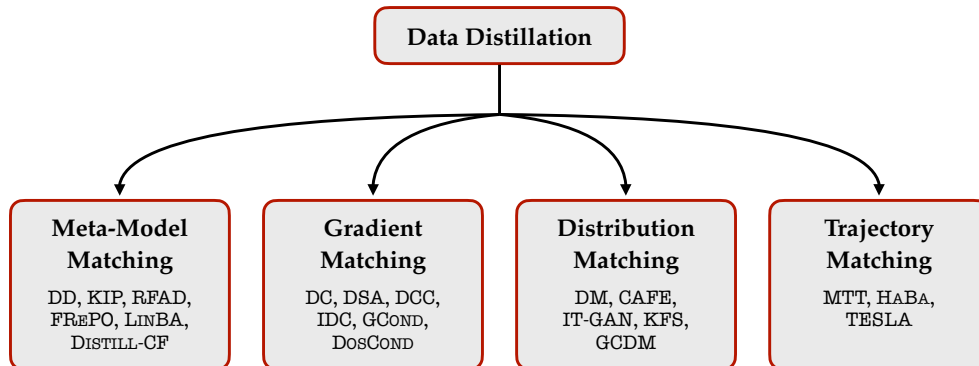 Data Distillation
Meta-Model
Matching
DD, KIP, RFAD,
FREPO, LINBA,
DISTILL-CF
Gradient
Matching
DC, DSA, DCC,
IDC, GCOND,
DOSCOND
Distribution
Matching
DM, CAFE,
IT-GAN, KFS,
GCDM
Trajectory
Matching
MTT, HABA,
TESLA